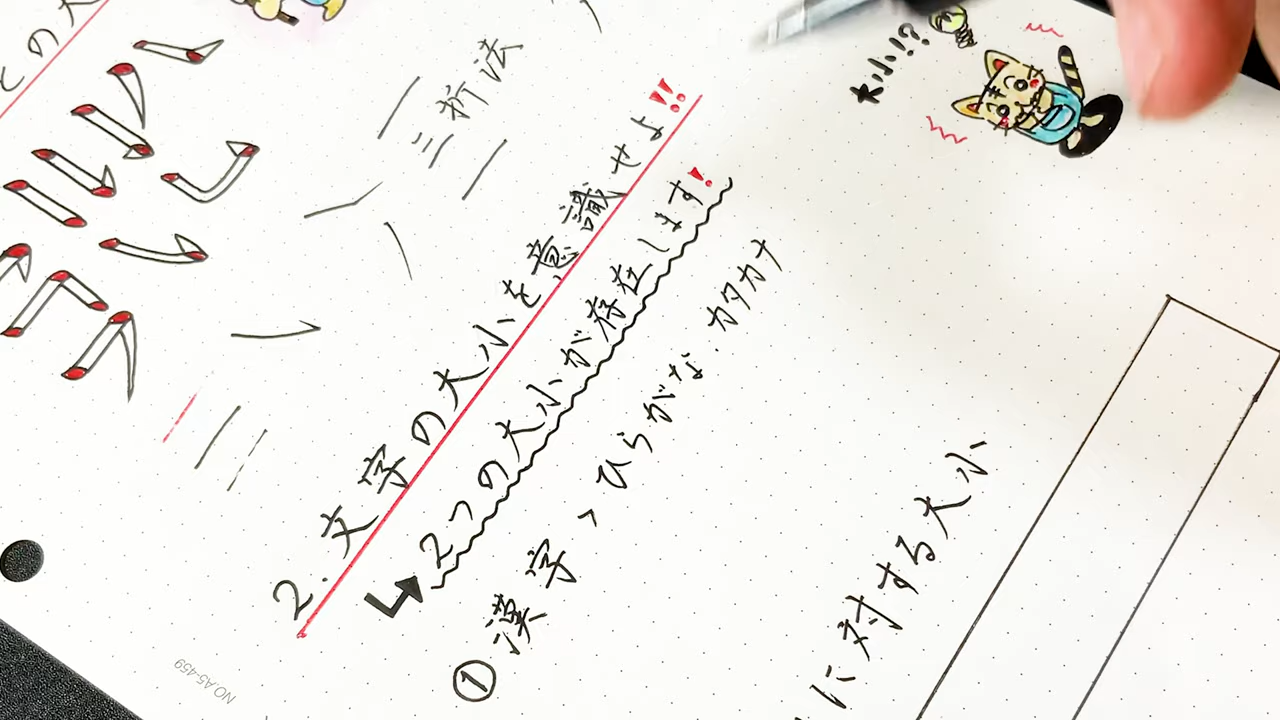 三折法
2.文字の大小を意識せよ!!
2つの大小が存在します!
①漢字>ひらがな・カタカナ
に対する大小
大小!?
NO.A5-459